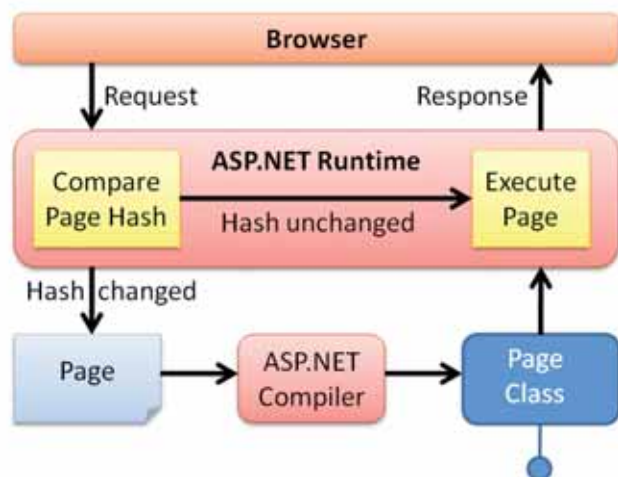 Browser
Request
Response
ASP.NET Runtime
Compare
Page Hash
Hash unchanged
Execute
Page
Hash changed
Page
ASP.NET
Compiler
Page
Class